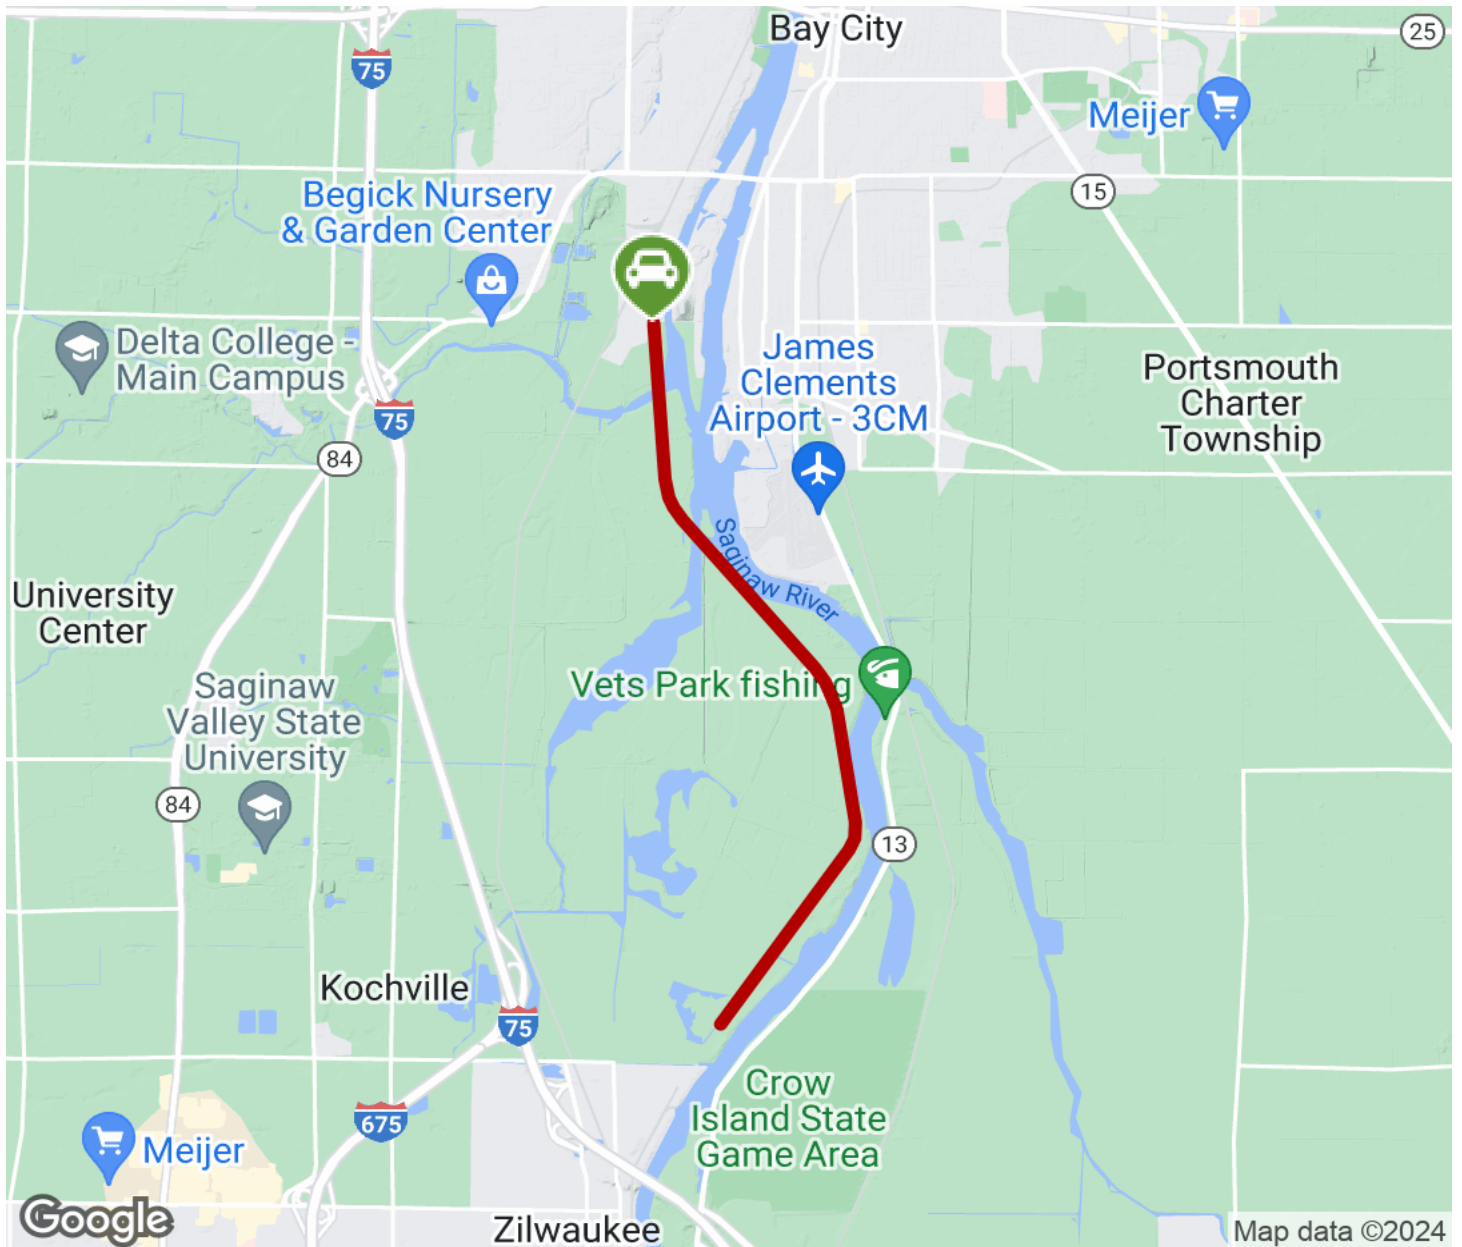 Bay City
25
75
Meijer
15
Begick Nursery
& Garden Center
Delta College -
Main Campus
James
Clements
Airport - 3CM
Portsmouth
Charter
Township
75
84
Saginaw River
University
Center
Vets Park fishing
Saginaw
Valley State
University
84
13
Kochville
75
Crow
Island State
Game Area
675
Meijer
Google
Zilwaukee
Map data ©2024